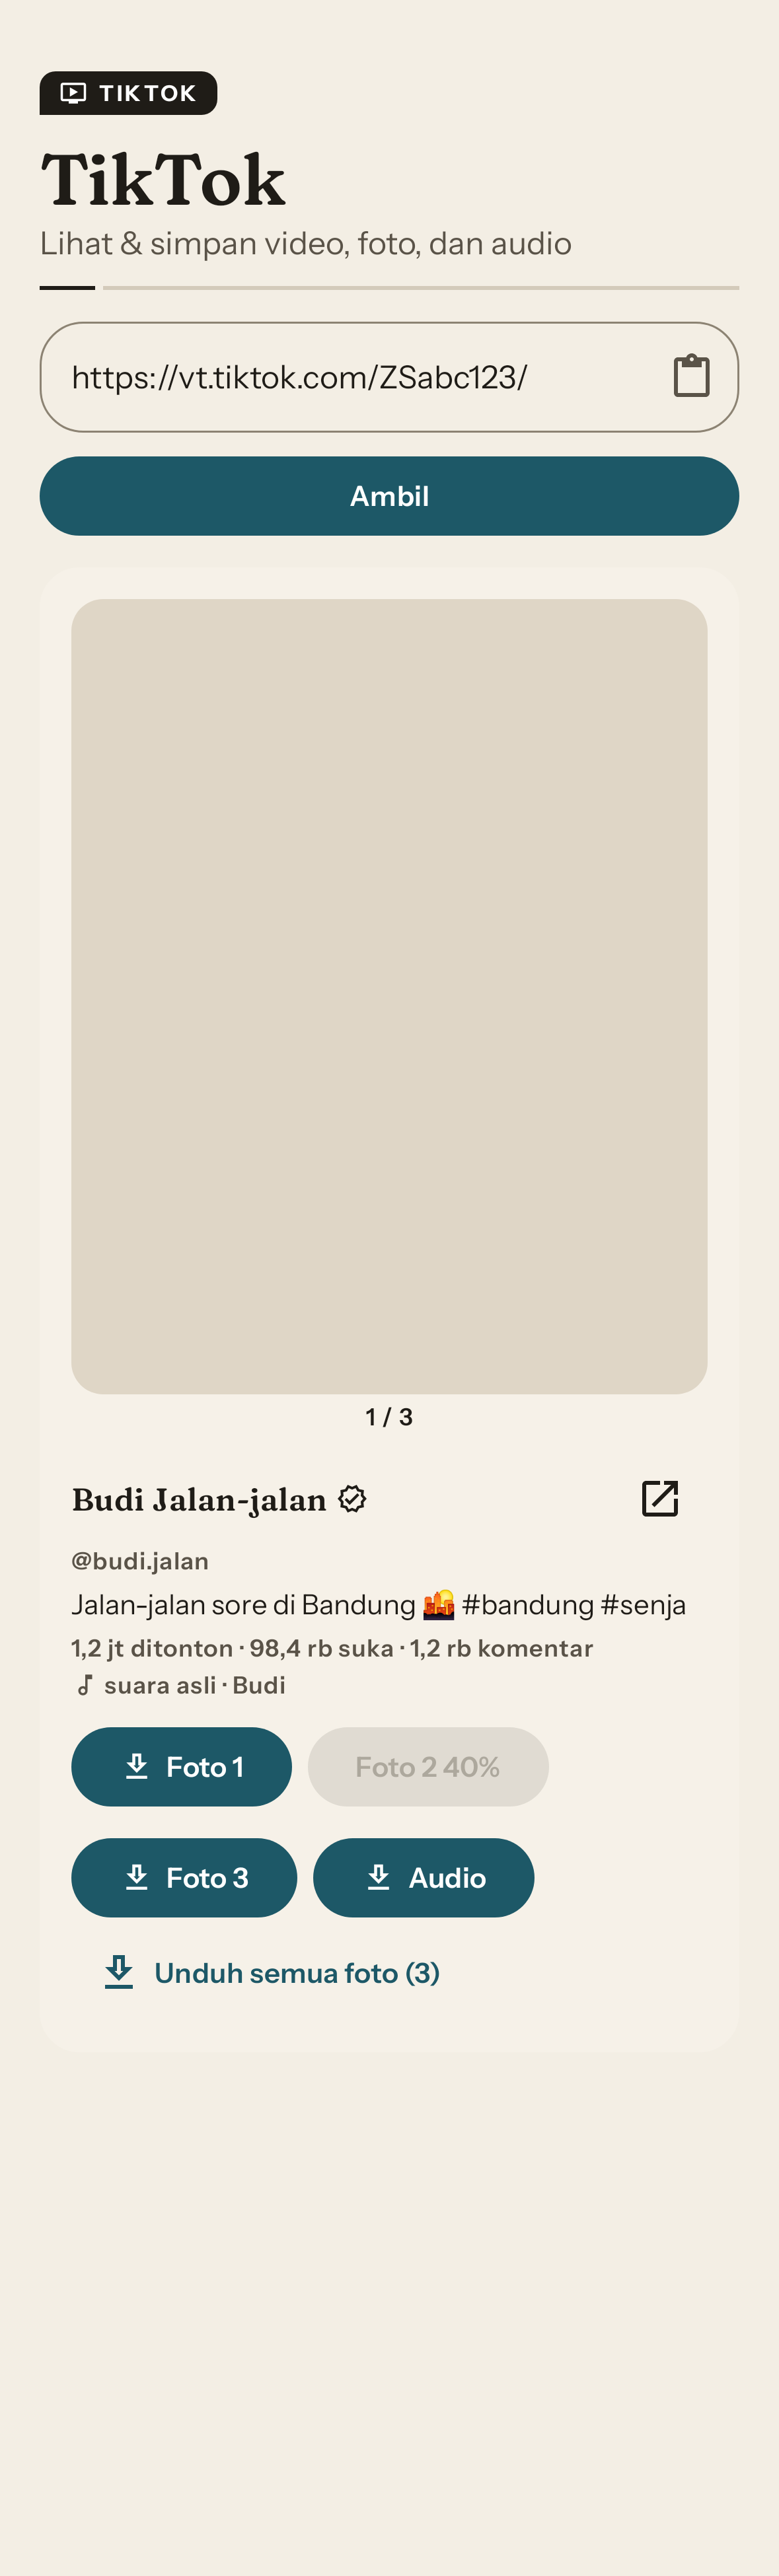 TIKTOK
TikTok
Lihat & simpan video, foto, dan audio
https://vt.tiktok.com/ZSabc123/
Ambil
1 / 3
Budi Jalan-jalan
@budi.jalan
Jalan-jalan sore di Bandung 🌇 #bandung #senja
1,2 jt ditonton · 98,4 rb suka · 1,2 rb komentar
suara asli · Budi
Foto 1
Foto 2 40%
Foto 3
Audio
Unduh semua foto (3)